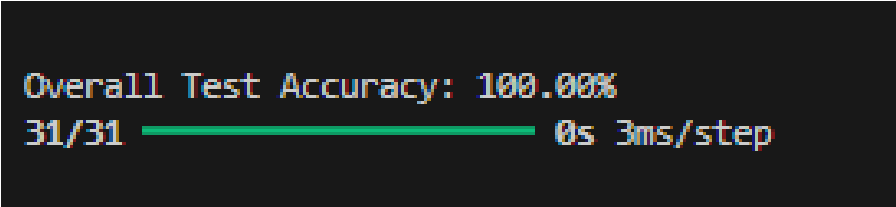 Overall Test Accuracy: 100.00%
31/31 0s 3ms/step